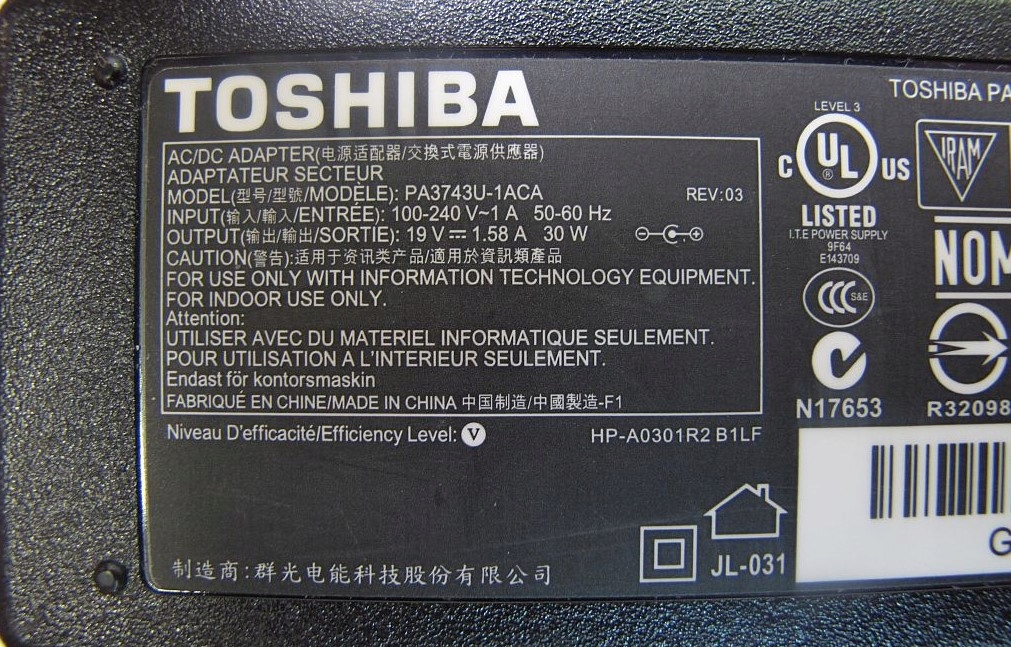 TOSHIBA
AC/DC ADAPTER(电源适配器/交換式電源供應器)
ADAPTATEUR SECTEUR
MODEL(型号/型號/MODÈLE): PA3743U-1ACA REV:03
INPUT(输入/輸入/ENTRÉE): 100-240 V~1 A 50-60 Hz
OUTPUT(输出/輸出/SORTIE): 19 V⎓1.58 A 30 W
CAUTION(警告):适用于资讯类产品/適用於資訊類產品
FOR USE ONLY WITH INFORMATION TECHNOLOGY EQUIPMENT.
FOR INDOOR USE ONLY.
Attention:
UTILISER AVEC DU MATERIEL INFORMATIQUE SEULEMENT.
POUR UTILISATION A L'INTERIEUR SEULEMENT.
Endast för kontorsmaskin
FABRIQUÉ EN CHINE/MADE IN CHINA 中国制造/中國製造-F1
Niveau D'efficacité/Efficiency Level: V
HP-A0301R2 B1LF
制造商:群光电能科技股份有限公司
JL-031
TOSHIBA PA
LEVEL 3
C UL ® US
LISTED
I.T.E POWER SUPPLY
9F64
E143709
IRAM
NOM
CCC S&E
N17653
R32098
G